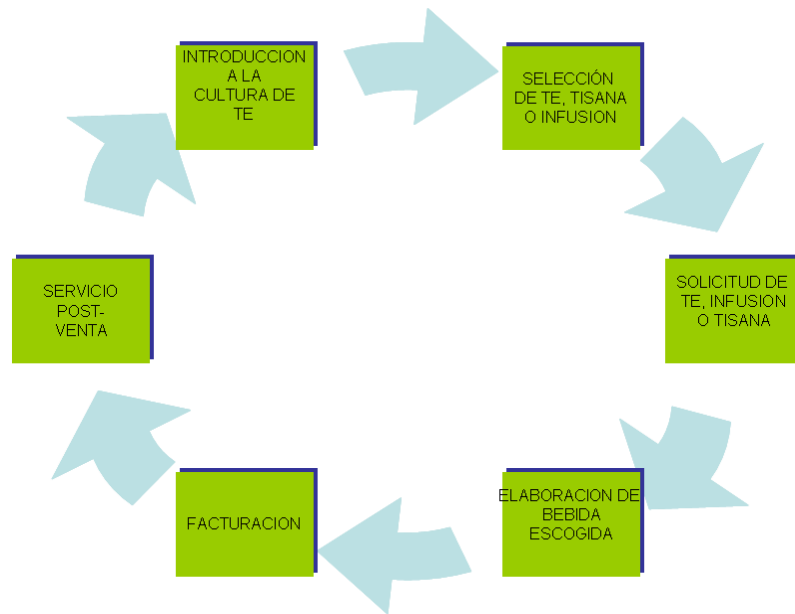 INTRODUCCION
A LA
CULTURA DE
TE
SELECCIÓN
DE TE, TISANA
O INFUSION
SOLICITUD DE
TE, INFUSION
O TISANA
ELABORACION DE
BEBIDA
ESCOGIDA
FACTURACION
SERVICIO
POST-
VENTA